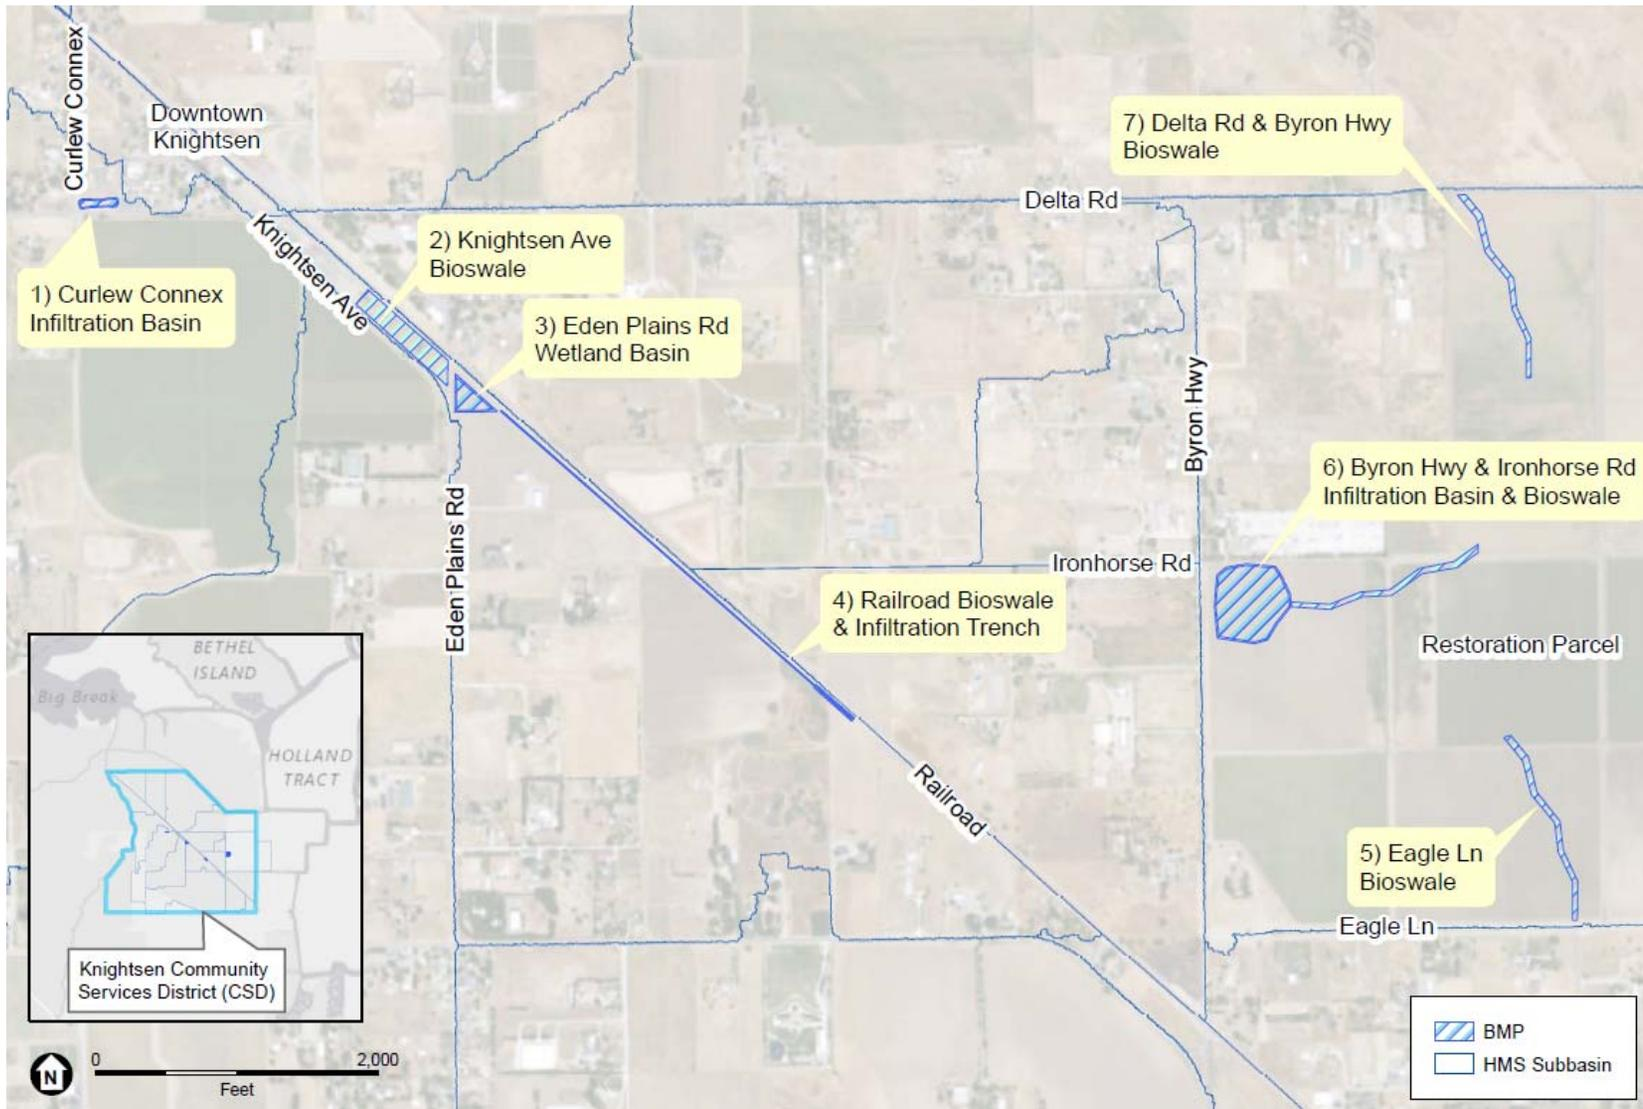 Curlew Connex
Downtown
Knightsen
7) Delta Rd & Byron Hwy
Bioswale
Delta Rd
Knightsen Ave
2) Knightsen Ave
Bioswale
1) Curlew Connex
Infiltration Basin
3) Eden Plains Rd
Wetland Basin
Byron Hwy
6) Byron Hwy & Ironhorse Rd
Infiltration Basin & Bioswale
Eden Plains Rd
Ironhorse Rd
4) Railroad Bioswale
& Infiltration Trench
Restoration Parcel
BETHEL
ISLAND
Big Break
HOLLAND
TRACT
Railroad
5) Eagle Ln
Bioswale
Eagle Ln
Knightsen Community
Services District (CSD)
BMP
HMS Subbasin
N
0 2,000
Feet